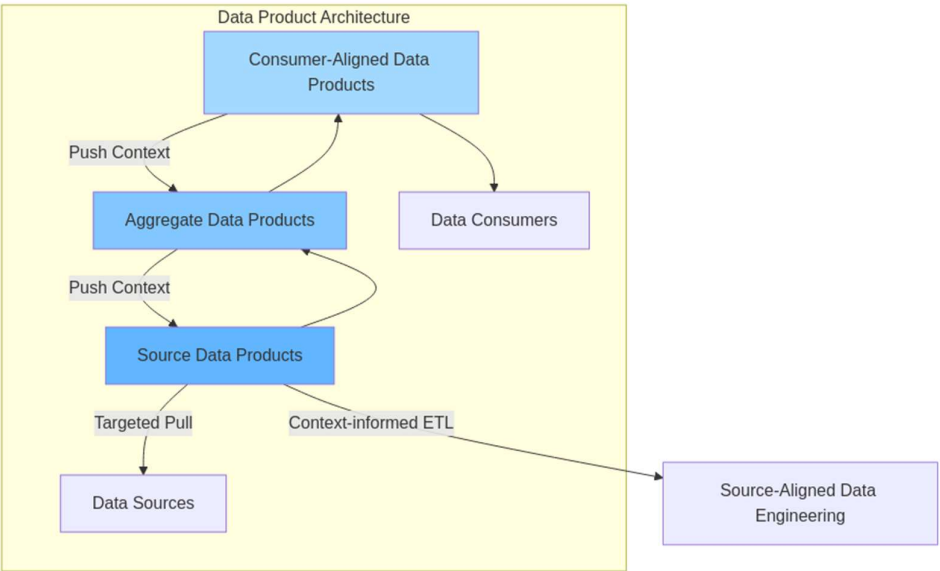 Data Product Architecture
Consumer-Aligned Data
Products
Push Context
Aggregate Data Products
Data Consumers
Push Context
Source Data Products
Targeted Pull
Context-informed ETL
Data Sources
Source-Aligned Data
Engineering